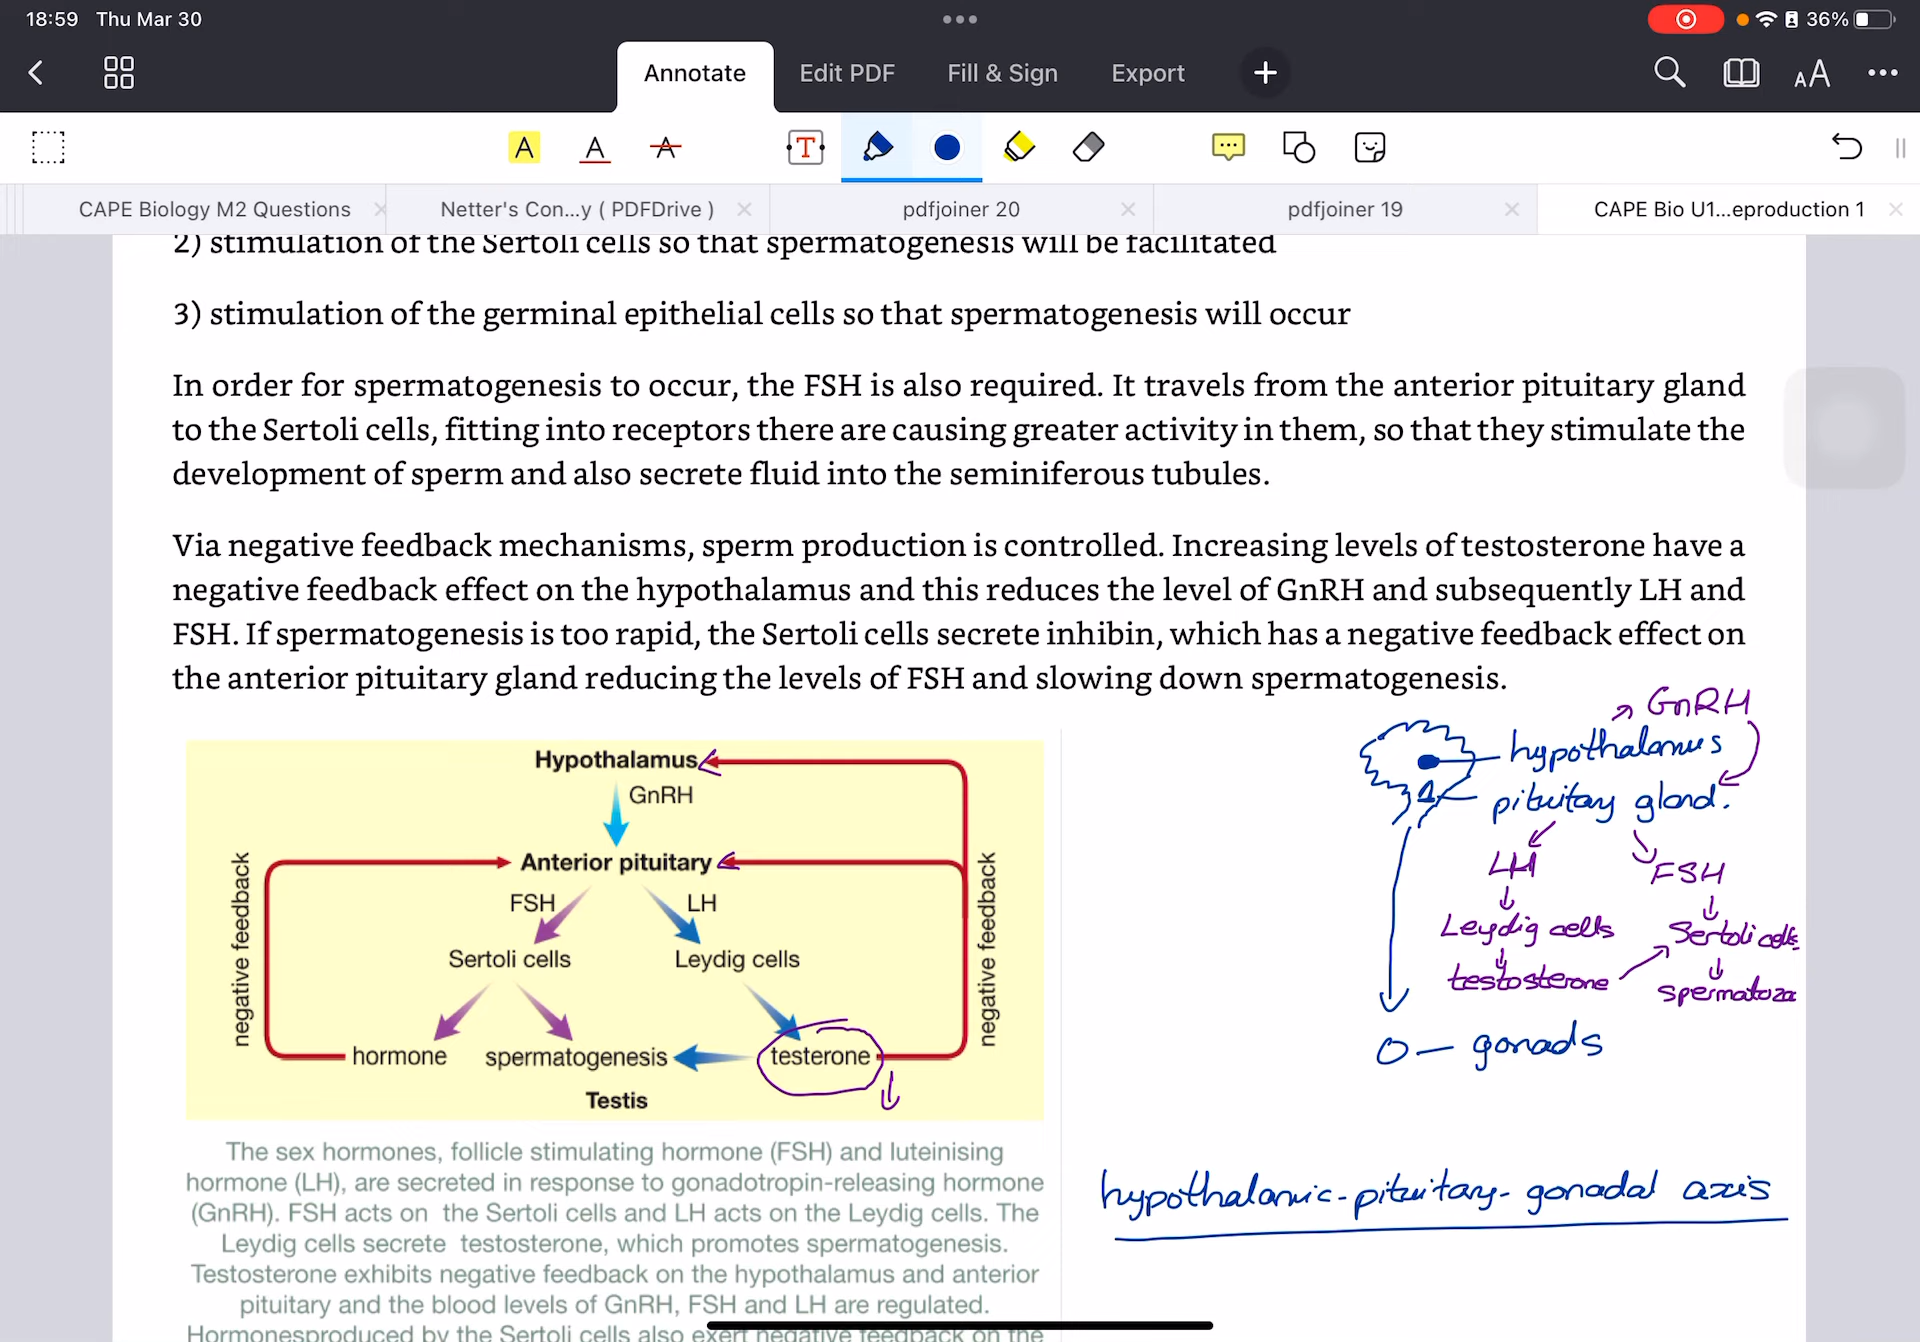 18:59 Thu Mar 30
36%
Annotate Edit PDF Fill & Sign Export
AA
A A A T
CAPE Biology M2 Questions Netter's Con...y ( PDFDrive ) pdfjoiner 20 pdfjoiner 19 CAPE Bio U1...eproduction 1
2) stimulation of the Sertoli cells so that spermatogenesis will be facilitated
3) stimulation of the germinal epithelial cells so that spermatogenesis will occur
In order for spermatogenesis to occur, the FSH is also required. It travels from the anterior pituitary gland
to the Sertoli cells, fitting into receptors there are causing greater activity in them, so that they stimulate the
development of sperm and also secrete fluid into the seminiferous tubules.
Via negative feedback mechanisms, sperm production is controlled. Increasing levels of testosterone have a
negative feedback effect on the hypothalamus and this reduces the level of GnRH and subsequently LH and
FSH. If spermatogenesis is too rapid, the Sertoli cells secrete inhibin, which has a negative feedback effect on
the anterior pituitary gland reducing the levels of FSH and slowing down spermatogenesis.
Hypothalamus
GnRH
Anterior pituitary
FSH LH
Sertoli cells Leydig cells
negative feedback
negative feedback
hormone spermatogenesis testerone
Testis
The sex hormones, follicle stimulating hormone (FSH) and luteinising
hormone (LH), are secreted in response to gonadotropin-releasing hormone
(GnRH). FSH acts on the Sertoli cells and LH acts on the Leydig cells. The
Leydig cells secrete testosterone, which promotes spermatogenesis.
Testosterone exhibits negative feedback on the hypothalamus and anterior
pituitary and the blood levels of GnRH, FSH and LH are regulated.
Hormonesproduced by the Sertoli cells also exert negative feedback on the
GnRH
hypothalamus
pituitary gland.
LH FSH
Leydig cells Sertoli cells
testosterone spermatoza
gonads
hypothalamic-pituitary-gonadal axis